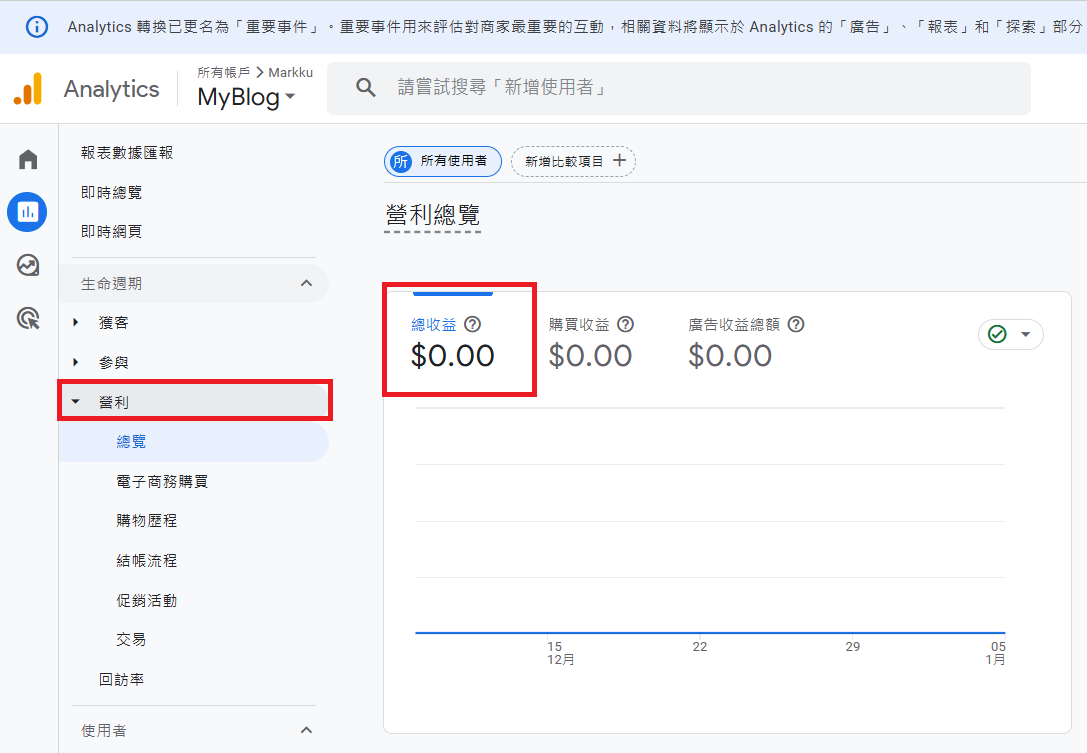 Analytics 轉換已更名為「重要事件」。重要事件用來評估對商家最重要的互動，相關資料將顯示於 Analytics 的「廣告」、「報表」和「探索」部分
Analytics
所有帳戶 > Markku
MyBlog
請嘗試搜尋「新增使用者」
報表數據匯報
即時總覽
即時網頁
生命週期
獲客
參與
營利
總覽
電子商務購買
購物歷程
結帳流程
促銷活動
交易
回訪率
使用者
所 所有使用者
新增比較項目 +
營利總覽
總收益
$0.00
購買收益
$0.00
廣告收益總額
$0.00
15
12月
22
29
05
1月